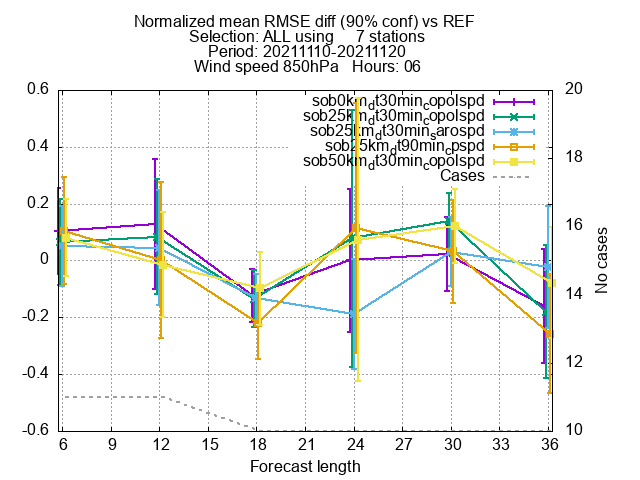 Normalized mean RMSE diff (90% conf) vs REF
Selection: ALL using 7 stations
Period: 20211110-20211120
Wind speed 850hPa Hours: 06
sob0km_dt30min_copolspd
sob25km_dt30min_copolspd
sob25km_dt30min_sarospd
sob25km_dt90min_cpspd
sob50km_dt30min_copolspd
Cases
0.6
0.4
0.2
0
-0.2
-0.4
-0.6
20
18
16
14
12
10
No cases
6 9 12 15 18 21 24 27 30 33 36
Forecast length